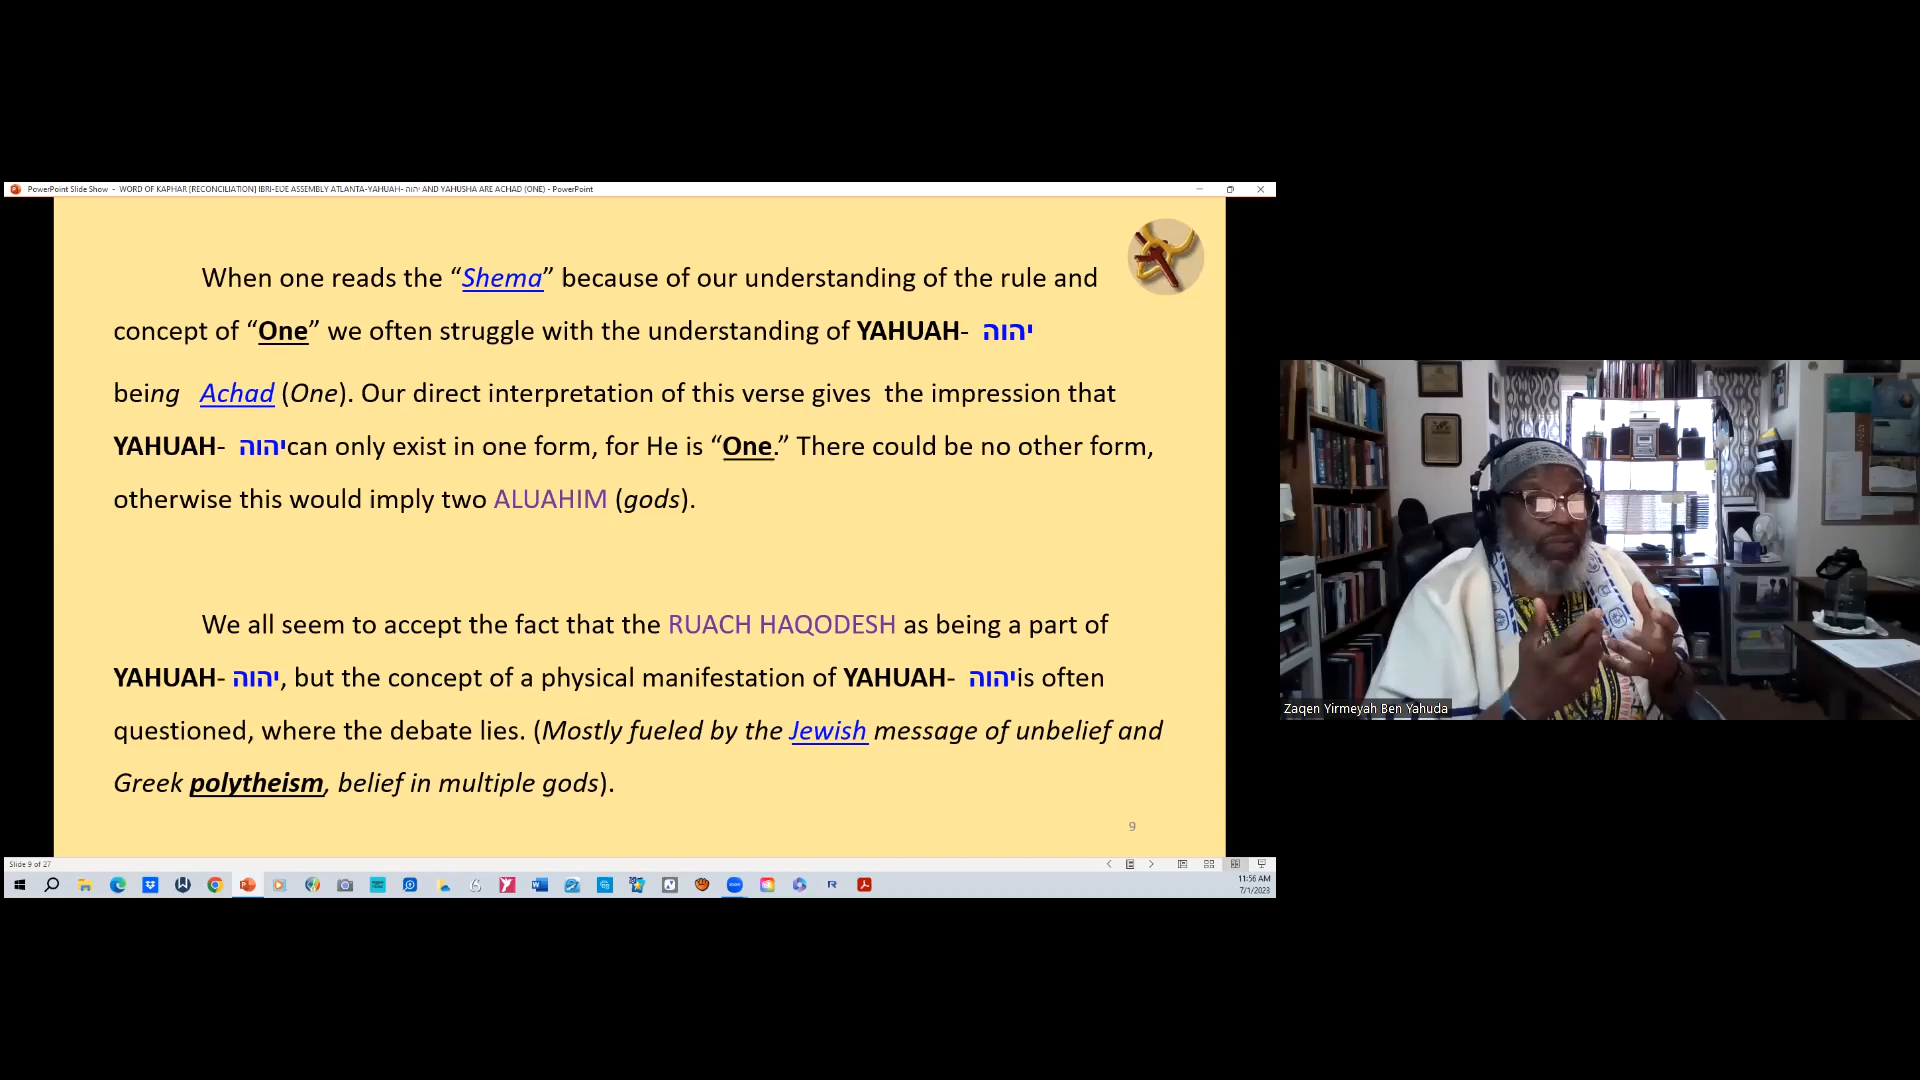 PowerPoint Slide Show - WORD OF KAPHAR [RECONCILIATION] IBRI-EDE ASSEMBLY ATLANTA-YAHUAH- יהוה AND YAHUSHA ARE ACHAD (ONE) - PowerPoint
When one reads the “Shema” because of our understanding of the rule and
concept of “One” we often struggle with the understanding of YAHUAH- יהוה
being Achad (One). Our direct interpretation of this verse gives the impression that
YAHUAH- יהוהcan only exist in one form, for He is “One.” There could be no other form,
otherwise this would imply two ALUAHIM (gods).
We all seem to accept the fact that the RUACH HAQODESH as being a part of
YAHUAH- יהוה, but the concept of a physical manifestation of YAHUAH- יהוהis often
questioned, where the debate lies. (Mostly fueled by the Jewish message of unbelief and
Greek polytheism, belief in multiple gods).
9
Slide 9 of 27
11:56 AM
7/1/2023
Zaqen Yirmeyah Ben Yahuda